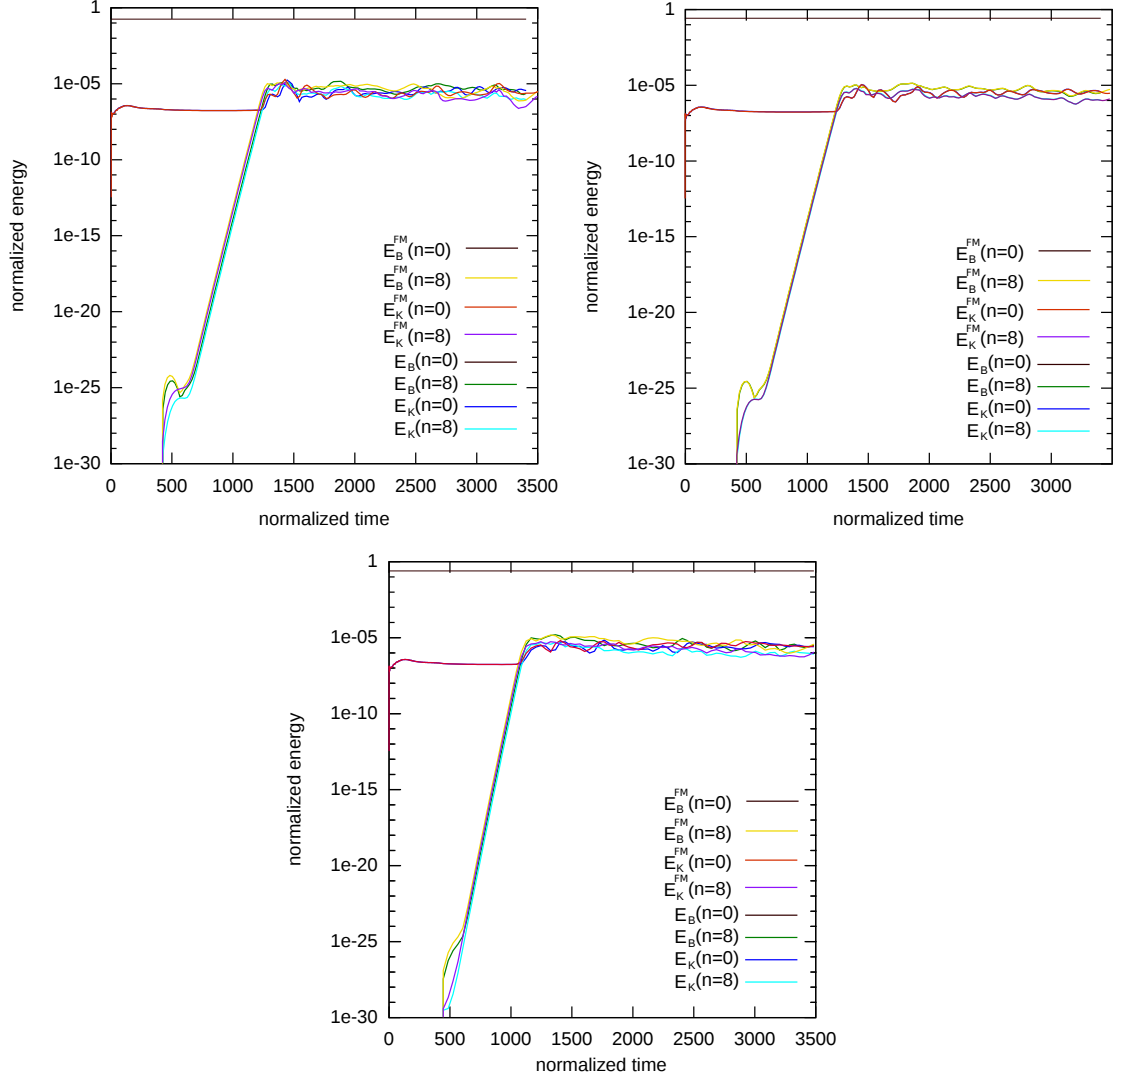 1
1e-05
1e-10
1e-15
1e-20
1e-25
1e-30
0 500 1000 1500 2000 2500 3000 3500
normalized time
normalized energy
E_B^FM(n=0)
E_B^FM(n=8)
E_K^FM(n=0)
E_K^FM(n=8)
E_B(n=0)
E_B(n=8)
E_K(n=0)
E_K(n=8)
1
1e-05
1e-10
1e-15
1e-20
1e-25
1e-30
0 500 1000 1500 2000 2500 3000
normalized time
normalized energy
E_B^FM(n=0)
E_B^FM(n=8)
E_K^FM(n=0)
E_K^FM(n=8)
E_B(n=0)
E_B(n=8)
E_K(n=0)
E_K(n=8)
1
1e-05
1e-10
1e-15
1e-20
1e-25
1e-30
0 500 1000 1500 2000 2500 3000 3500
normalized time
normalized energy
E_B^FM(n=0)
E_B^FM(n=8)
E_K^FM(n=0)
E_K^FM(n=8)
E_B(n=0)
E_B(n=8)
E_K(n=0)
E_K(n=8)